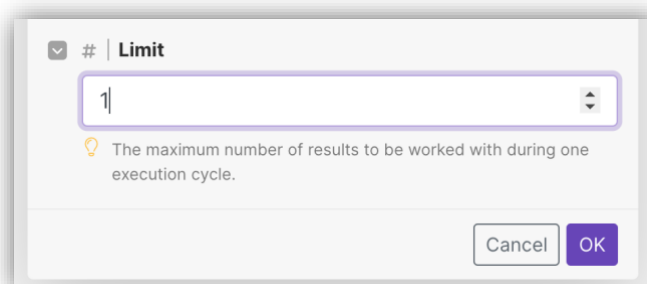 # | Limit
1
The maximum number of results to be worked with during one
execution cycle.
Cancel OK